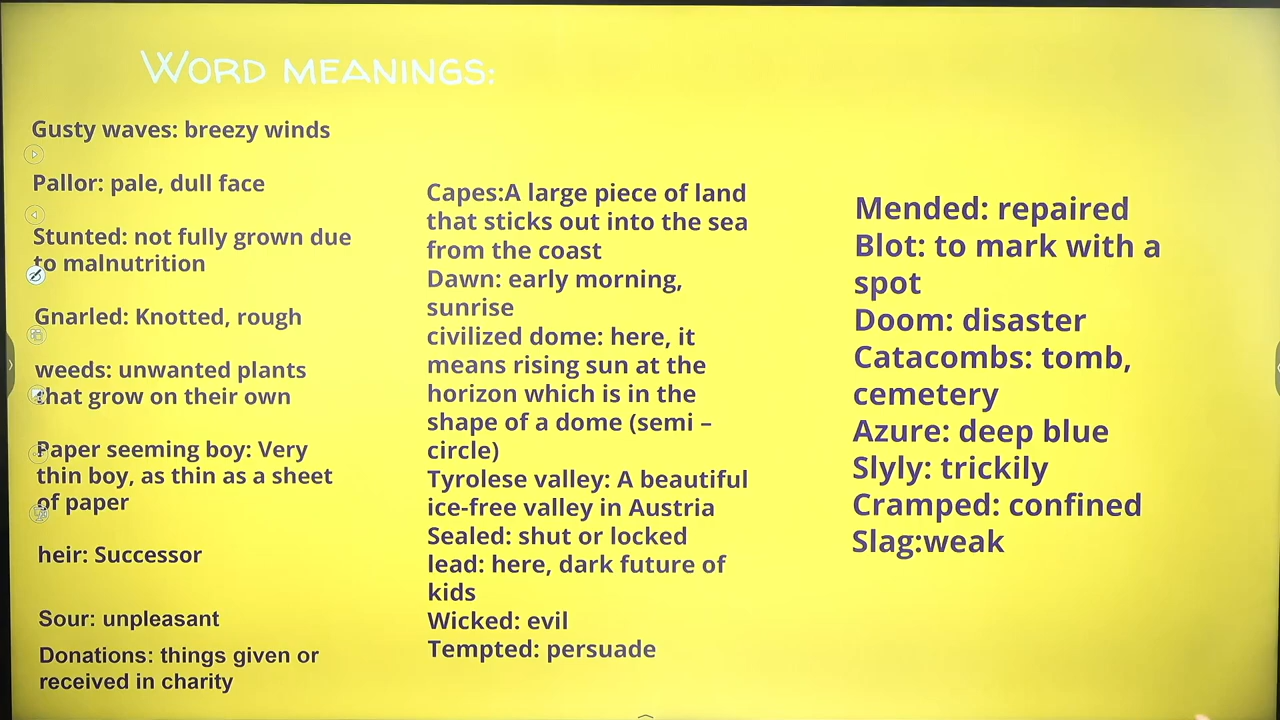 Word meanings:
Gusty waves: breezy winds
Pallor: pale, dull face
Stunted: not fully grown due
to malnutrition
Gnarled: Knotted, rough
weeds: unwanted plants
that grow on their own
Paper seeming boy: Very
thin boy, as thin as a sheet
of paper
heir: Successor
Sour: unpleasant
Donations: things given or
received in charity
Capes:A large piece of land
that sticks out into the sea
from the coast
Dawn: early morning,
sunrise
civilized dome: here, it
means rising sun at the
horizon which is in the
shape of a dome (semi –
circle)
Tyrolese valley: A beautiful
ice-free valley in Austria
Sealed: shut or locked
lead: here, dark future of
kids
Wicked: evil
Tempted: persuade
Mended: repaired
Blot: to mark with a
spot
Doom: disaster
Catacombs: tomb,
cemetery
Azure: deep blue
Slyly: trickily
Cramped: confined
Slag:weak